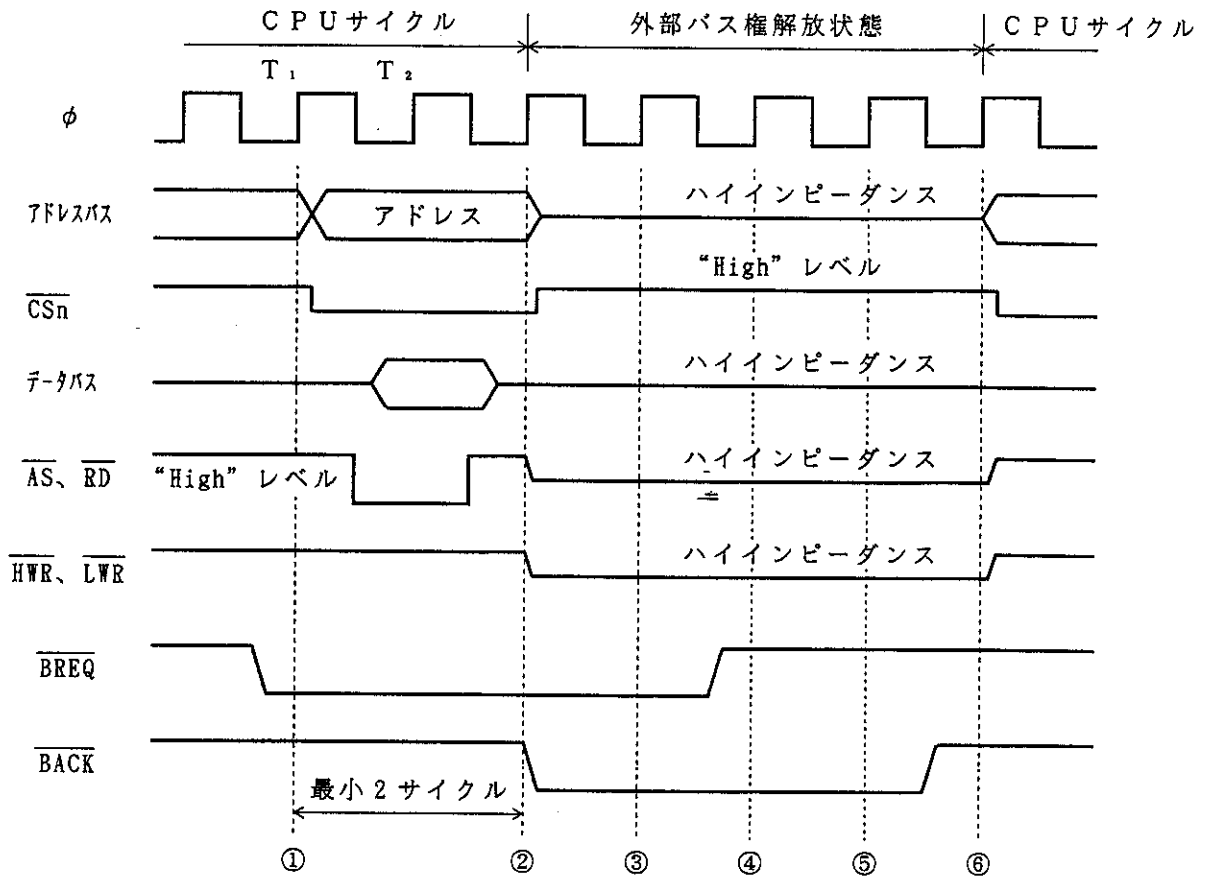 CPUサイクル 外部バス権解放状態 CPUサイクル
T₁ T₂
φ
アドレスバス アドレス ハイインピーダンス
"High" レベル
CSn
データバス ハイインピーダンス
AS、RD "High" レベル ハイインピーダンス
HWR、LWR ハイインピーダンス
BREQ
BACK
最小2サイクル
① ② ③ ④ ⑤ ⑥